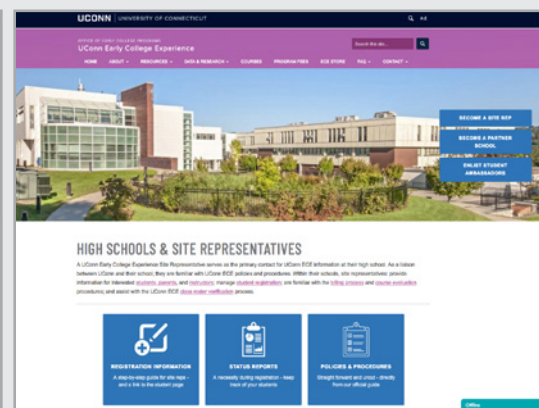 UCONN | UNIVERSITY OF CONNECTICUT
A-Z
OFFICE OF EARLY COLLEGE PROGRAMS
UConn Early College Experience
Search this site...
HOME ABOUT RESOURCES DATA & RESEARCH COURSES PROGRAM FEES ECE STORE FAQ CONTACT
BECOME A SITE REP
BECOME A PARTNER
SCHOOL
ENLIST STUDENT
AMBASSADORS
HIGH SCHOOLS & SITE REPRESENTATIVES
A UConn Early College Experience Site Representative serves as the primary contact for UConn ECE information at their high school. As a liaison
between UConn and their school, they are familiar with UConn ECE policies and procedures. Within their schools, site representatives: provide
information for interested students, parents, and instructors; manage student registration; are familiar with the billing process and course evaluation
procedures; and assist with the UConn ECE class roster verification process.
REGISTRATION INFORMATION
A step-by-step guide for site reps -
and a link to the student page
STATUS REPORTS
A necessity during registration - keep
track of your students
POLICIES & PROCEDURES
Straight forward and united - directly
from our official guide
Offline